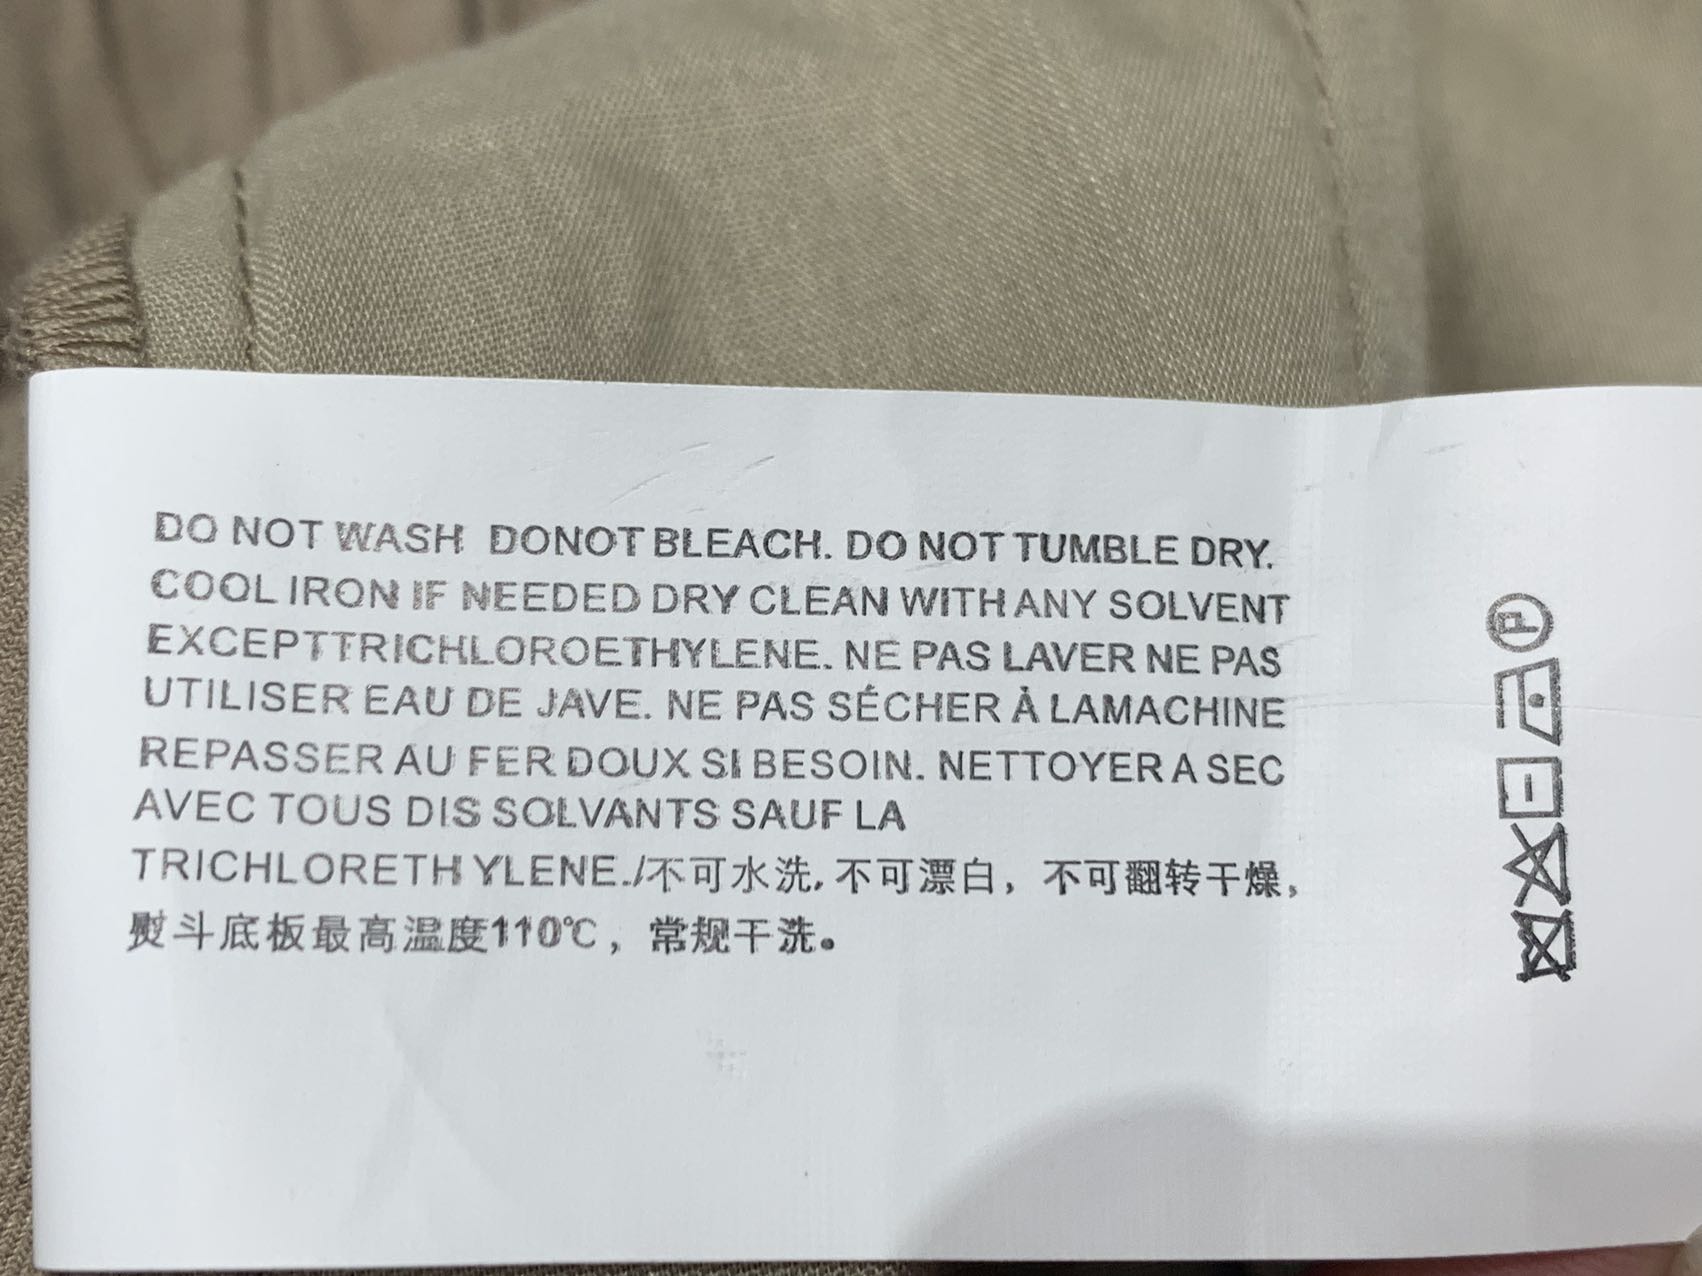 DO NOT WASH DONOT BLEACH. DO NOT TUMBLE DRY.
COOL IRON IF NEEDED DRY CLEAN WITH ANY SOLVENT
EXCEPTTRICHLOROETHYLENE. NE PAS LAVER NE PAS
UTILISER EAU DE JAVE. NE PAS SÉCHER À LAMACHINE
REPASSER AU FER DOUX SI BESOIN. NETTOYER A SEC
AVEC TOUS DIS SOLVANTS SAUF LA
TRICHLORETH YLENE./不可水洗, 不可漂白，不可翻转干燥，
熨斗底板最高温度110℃，常规干洗。
P